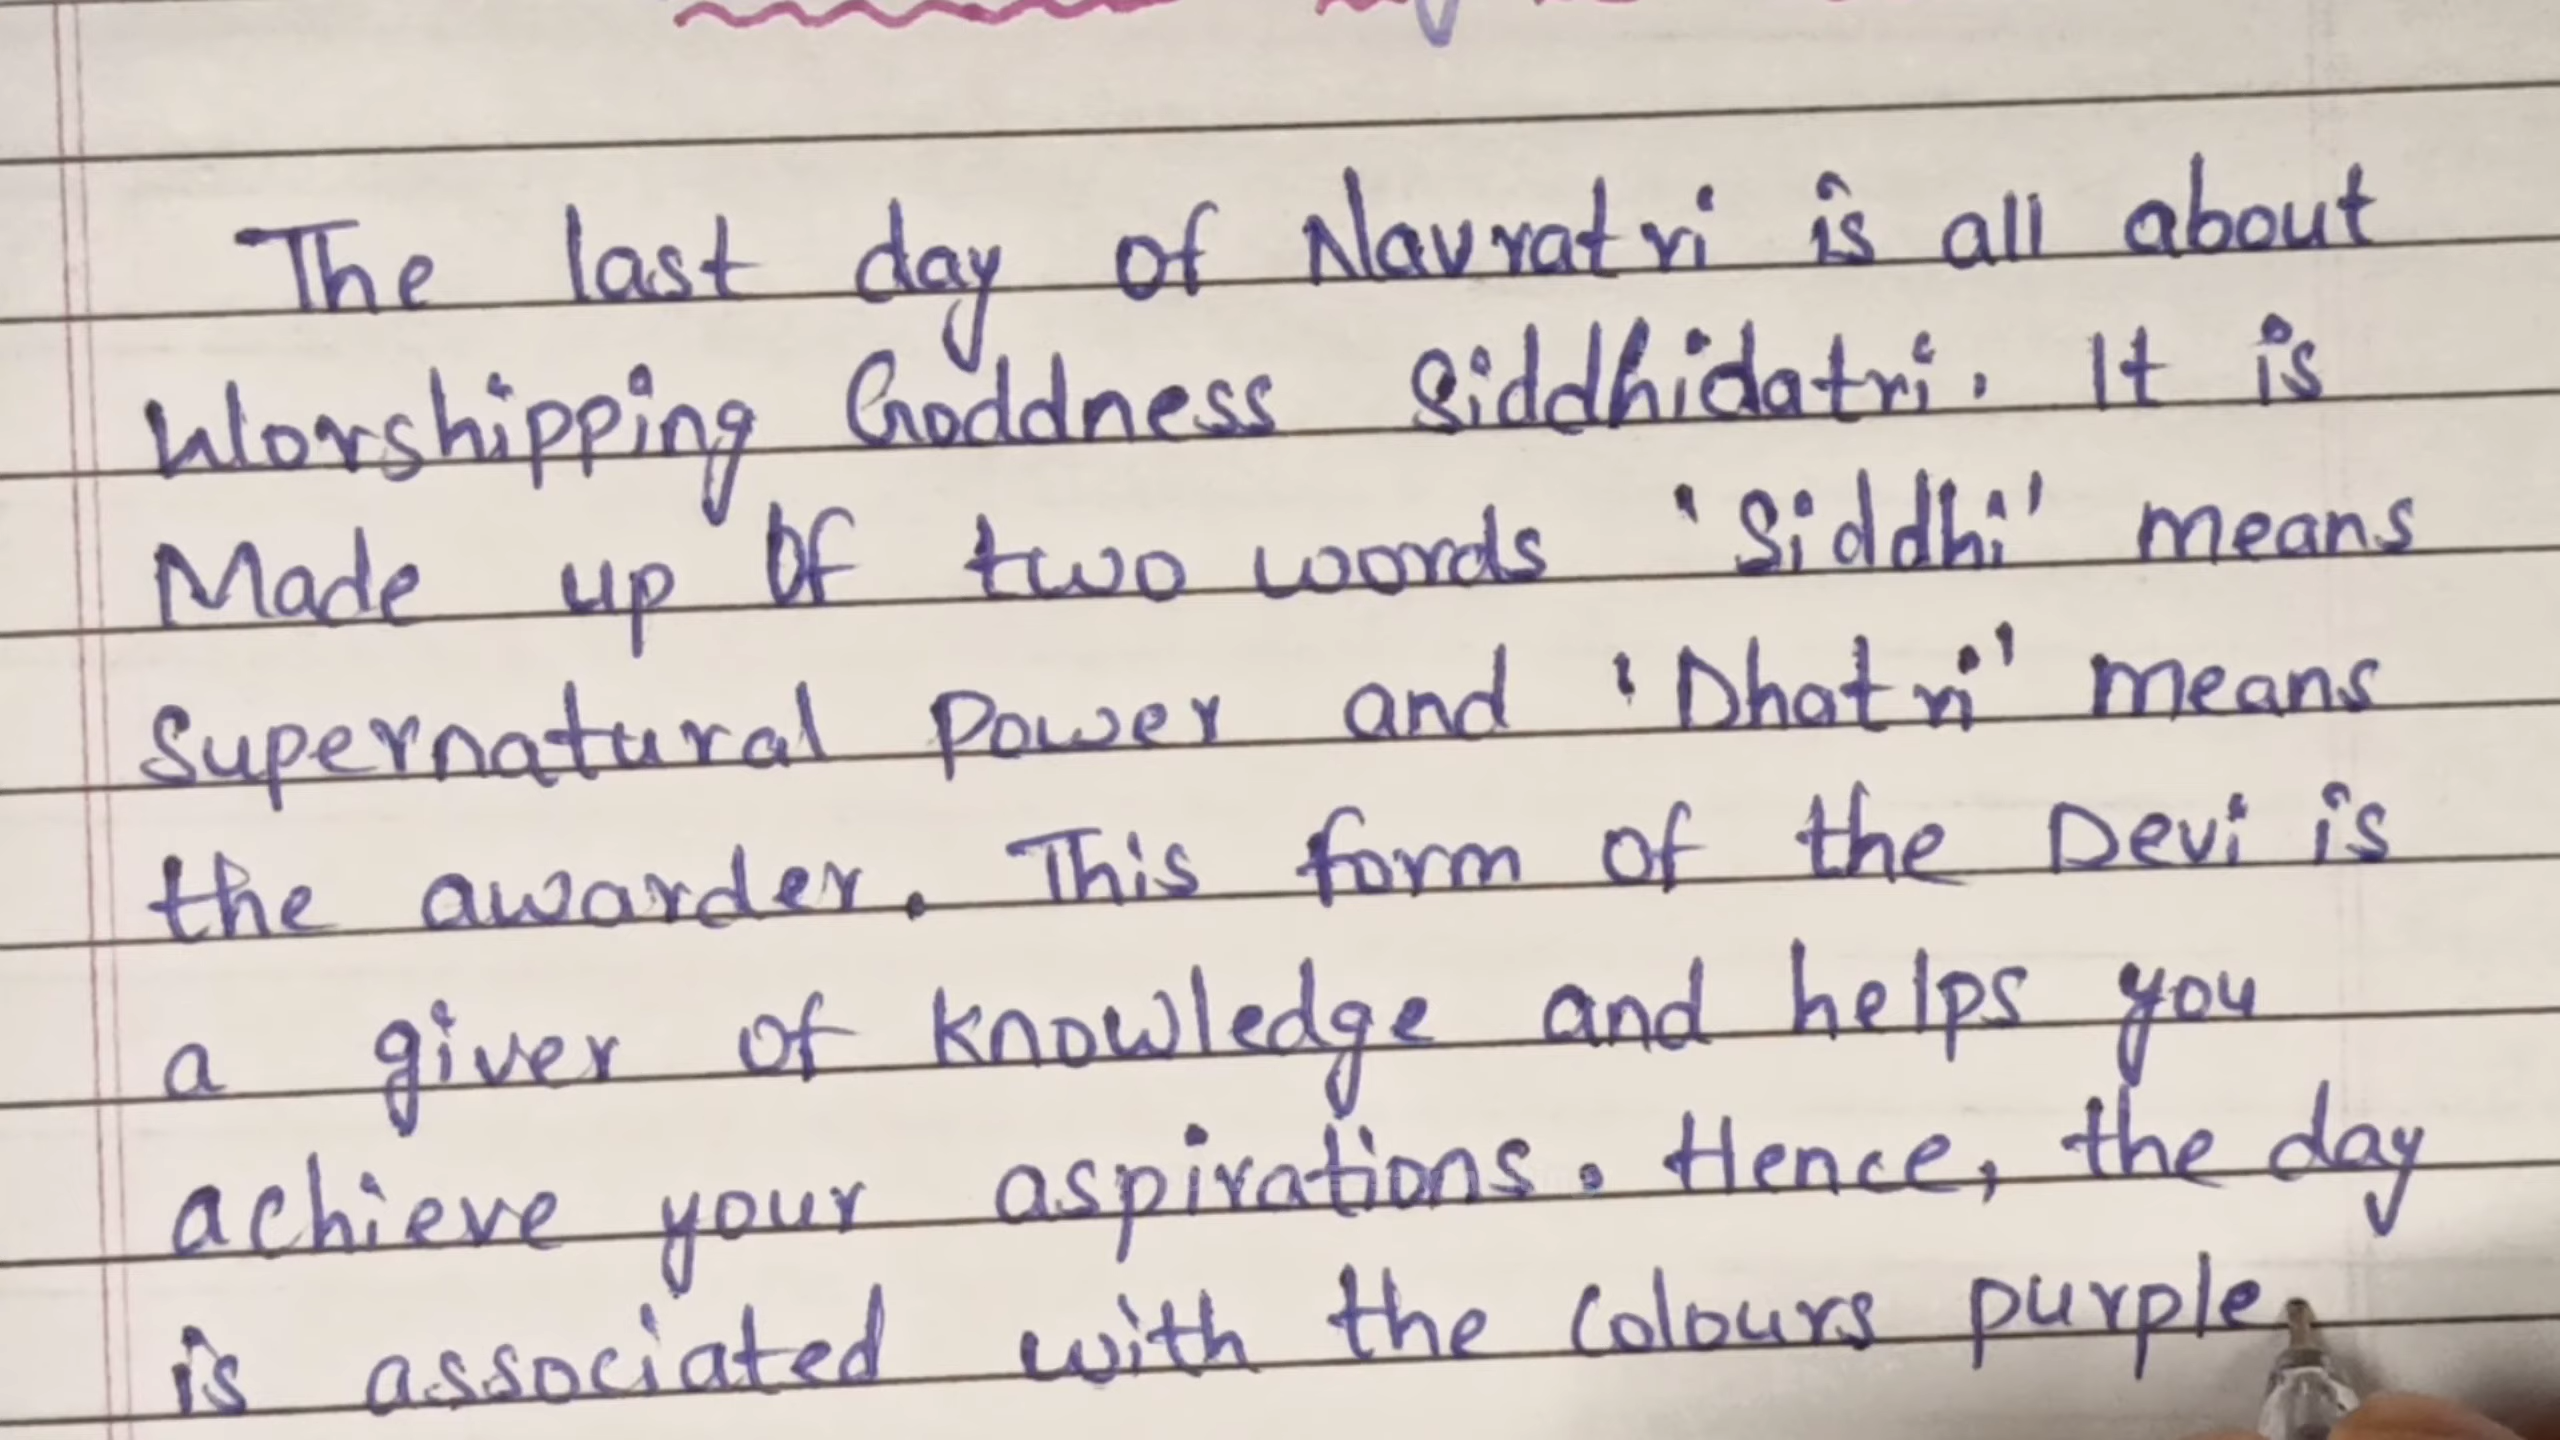 The last day of Navratri is all about
Worshipping Goddness Siddhidatri. It is
Made up Of two words 'Siddhi' means
Supernatural Power and 'Dhatri' means
the awarder. This form of the Devi is
a giver of knowledge and helps you
achieve your aspirations. Hence, the day
is associated with the Colours purple.